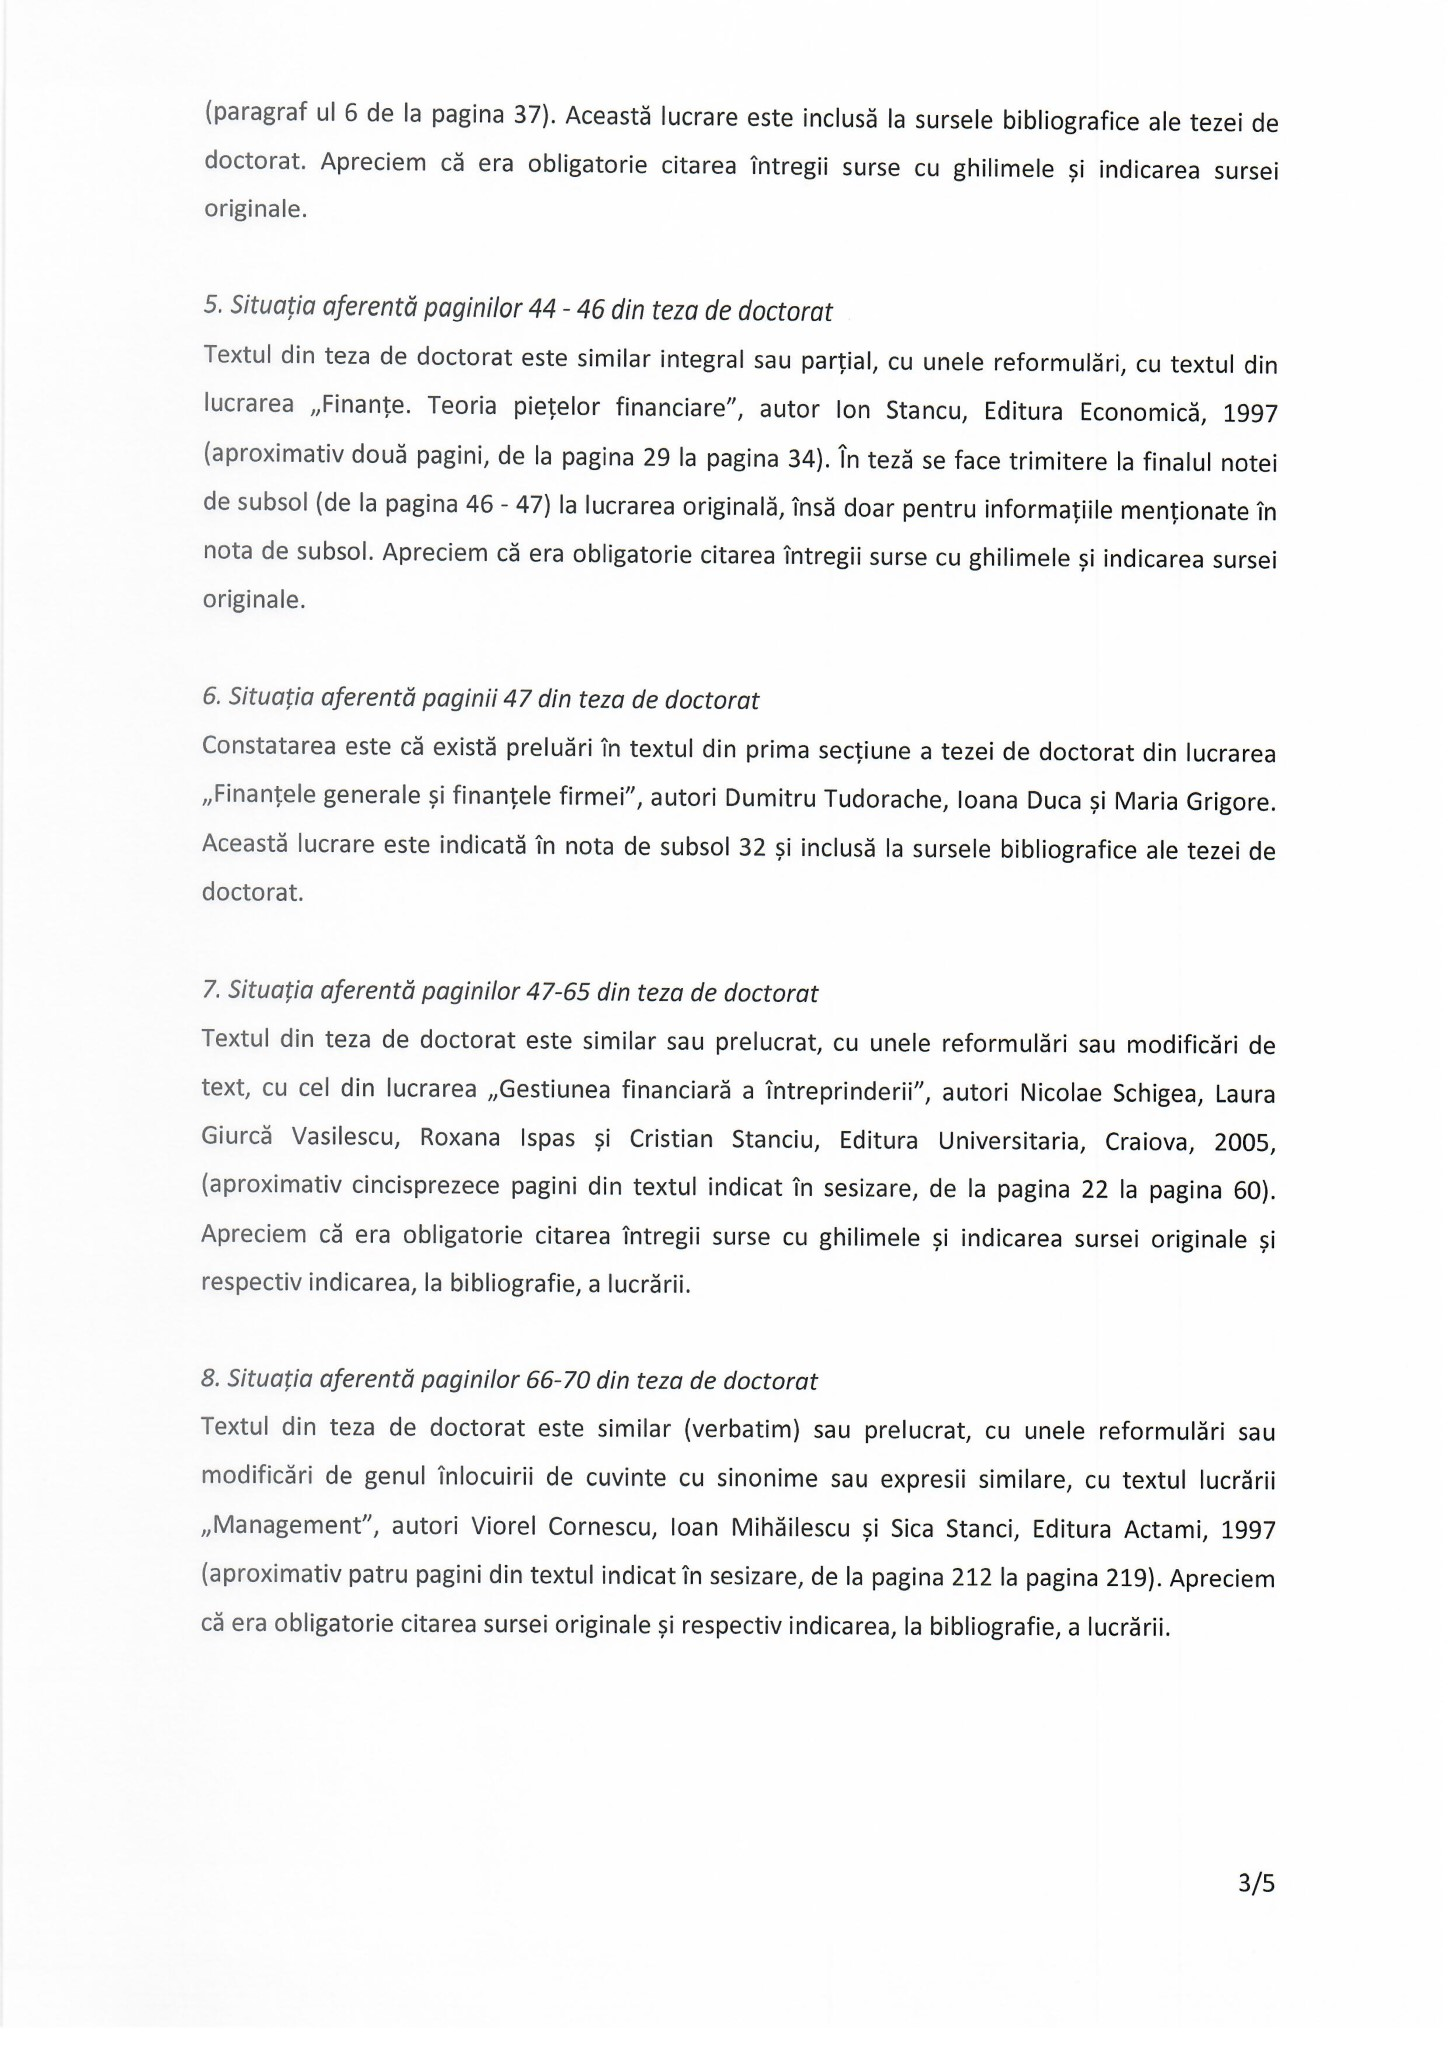 (paragraf ul 6 de la pagina 37). Această lucrare este inclusă la sursele bibliografice ale tezei de
doctorat. Apreciem că era obligatorie citarea întregii surse cu ghilimele și indicarea sursei
originale.
5. Situația aferentă paginilor 44 - 46 din teza de doctorat
Textul din teza de doctorat este similar integral sau parțial, cu unele reformulări, cu textul din
lucrarea „Finanțe. Teoria piețelor financiare”, autor Ion Stancu, Editura Economică, 1997
(aproximativ două pagini, de la pagina 29 la pagina 34). În teză se face trimitere la finalul notei
de subsol (de la pagina 46 - 47) la lucrarea originală, însă doar pentru informațiile menționate în
nota de subsol. Apreciem că era obligatorie citarea întregii surse cu ghilimele și indicarea sursei
originale.
6. Situația aferentă paginii 47 din teza de doctorat
Constatarea este că există preluări în textul din prima secțiune a tezei de doctorat din lucrarea
„Finanțele generale și finanțele firmei”, autori Dumitru Tudorache, Ioana Duca și Maria Grigore.
Această lucrare este indicată în nota de subsol 32 și inclusă la sursele bibliografice ale tezei de
doctorat.
7. Situația aferentă paginilor 47-65 din teza de doctorat
Textul din teza de doctorat este similar sau prelucrat, cu unele reformulări sau modificări de
text, cu cel din lucrarea „Gestiunea financiară a întreprinderii”, autori Nicolae Schigea, Laura
Giurcă Vasilescu, Roxana Ispas și Cristian Stanciu, Editura Universitaria, Craiova, 2005,
(aproximativ cincisprezece pagini din textul indicat în sesizare, de la pagina 22 la pagina 60).
Apreciem că era obligatorie citarea întregii surse cu ghilimele și indicarea sursei originale și
respectiv indicarea, la bibliografie, a lucrării.
8. Situația aferentă paginilor 66-70 din teza de doctorat
Textul din teza de doctorat este similar (verbatim) sau prelucrat, cu unele reformulări sau
modificări de genul înlocuirii de cuvinte cu sinonime sau expresii similare, cu textul lucrării
„Management”, autori Viorel Cornescu, Ioan Mihăilescu și Sica Stanci, Editura Actami, 1997
(aproximativ patru pagini din textul indicat în sesizare, de la pagina 212 la pagina 219). Apreciem
că era obligatorie citarea sursei originale și respectiv indicarea, la bibliografie, a lucrării.
3/5